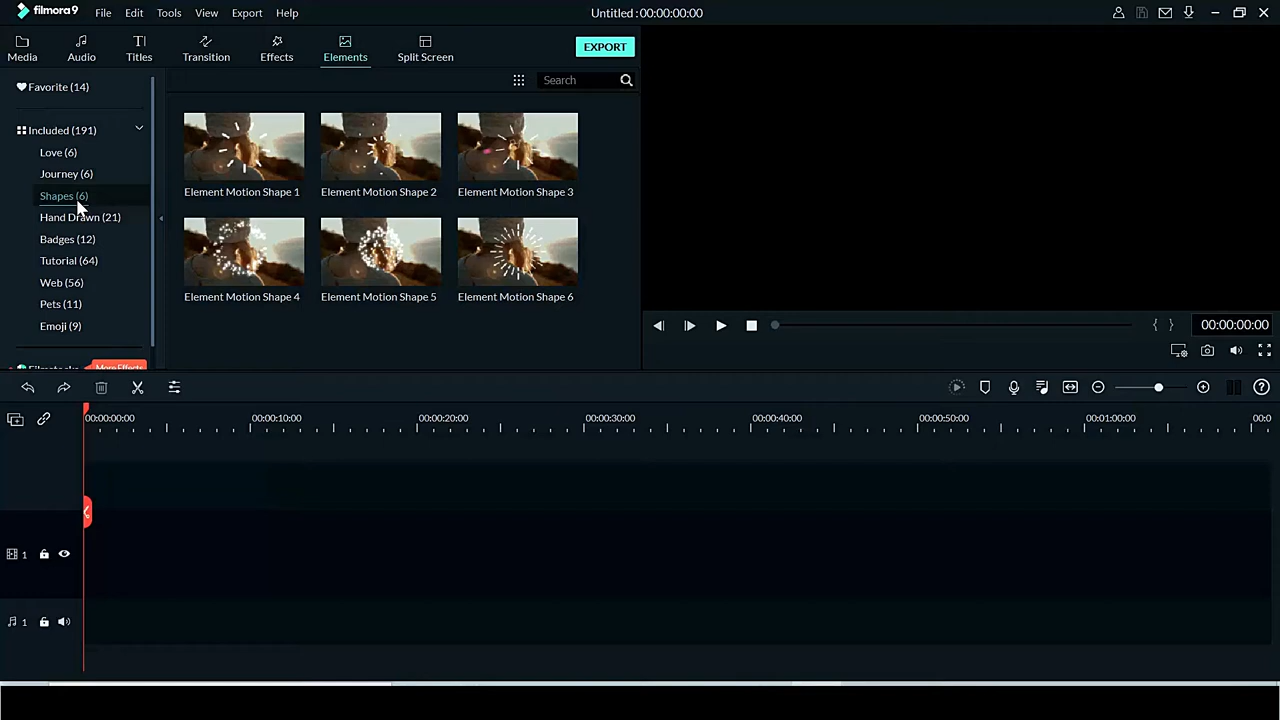 filmora9 File Edit Tools View Export Help Untitled : 00:00:00:00
Media Audio Titles Transition Effects Elements Split Screen EXPORT
Search
Favorite (14)
Included (191)
Love (6)
Journey (6)
Shapes (6)
Hand Drawn (21)
Badges (12)
Tutorial (64)
Web (56)
Pets (11)
Emoji (9)
Filmstocks More Effects
Element Motion Shape 1 Element Motion Shape 2 Element Motion Shape 3
Element Motion Shape 4 Element Motion Shape 5 Element Motion Shape 6
{ } 00:00:00:00
00:00:00:00 00:00:10:00 00:00:20:00 00:00:30:00 00:00:40:00 00:00:50:00 00:01:00:00 00:0
1
1